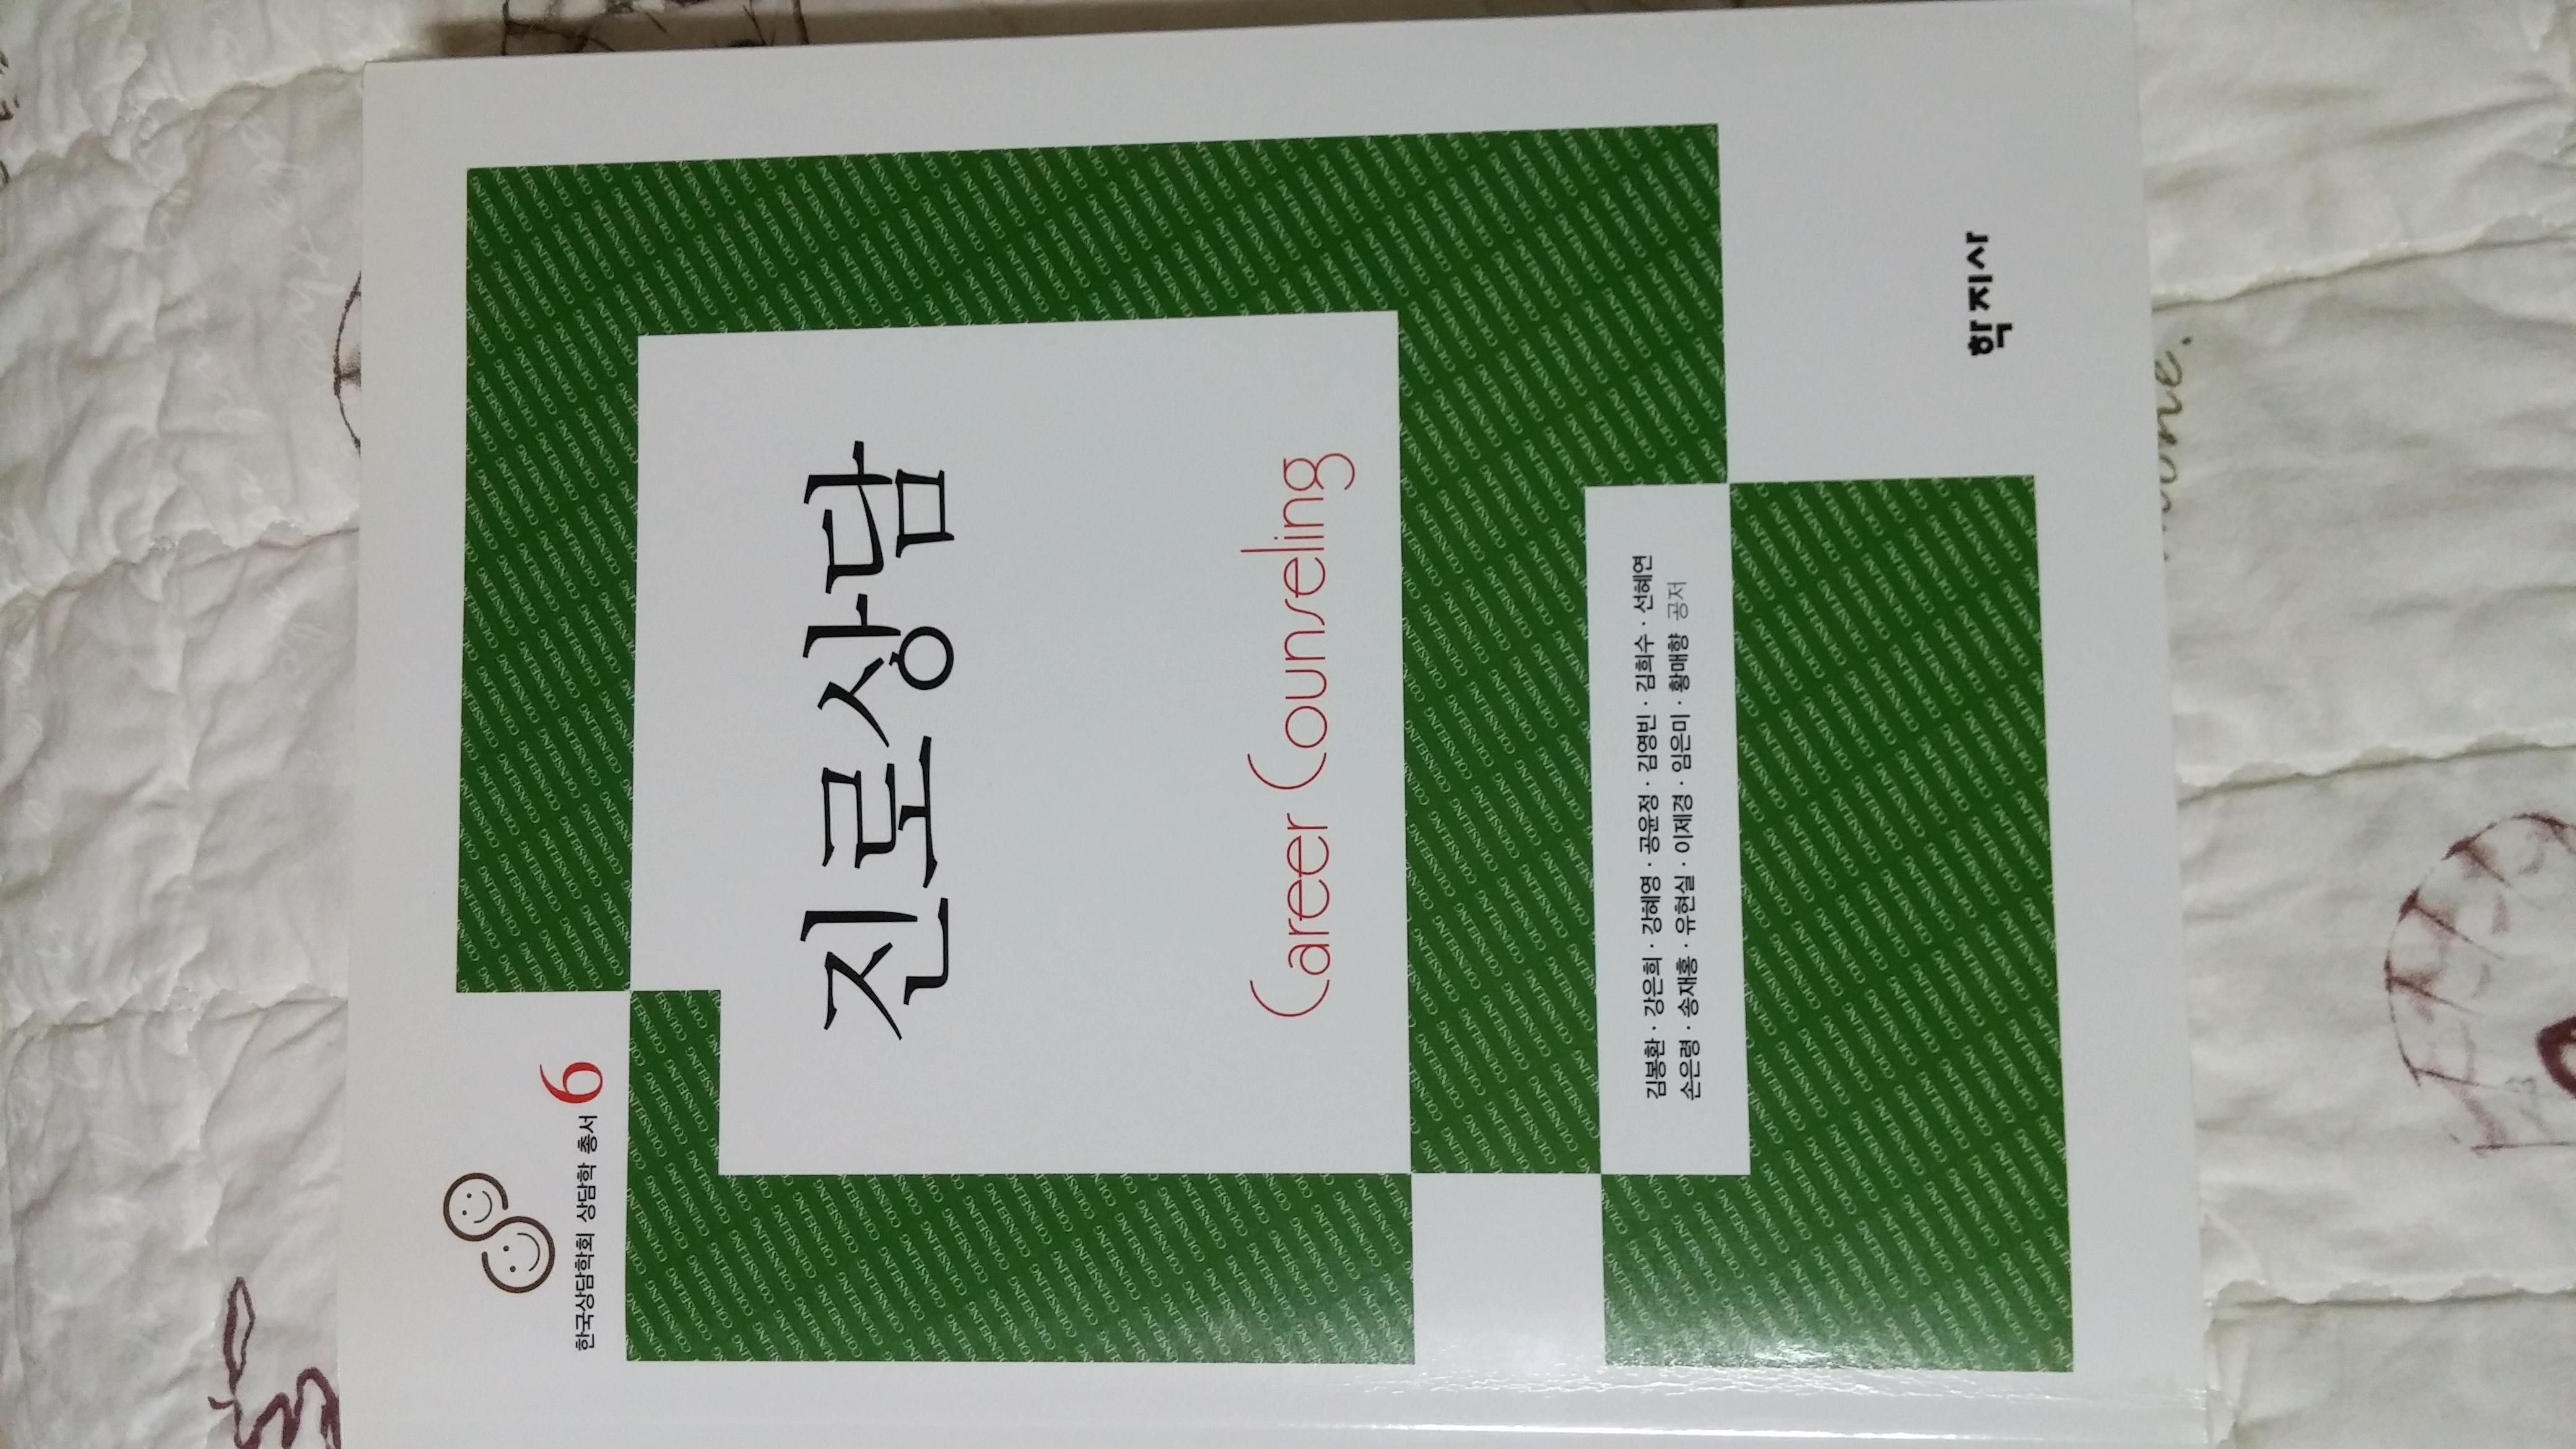 한국상담학회 상담학 총서 6
진로상담
Career Counseling
김봉환 · 강은희 · 강혜영 · 공윤정 · 김영빈 · 김희수 · 선혜연
손은령 · 송재홍 · 유현실 · 이제경 · 임은미 · 황매향 공저
학지사